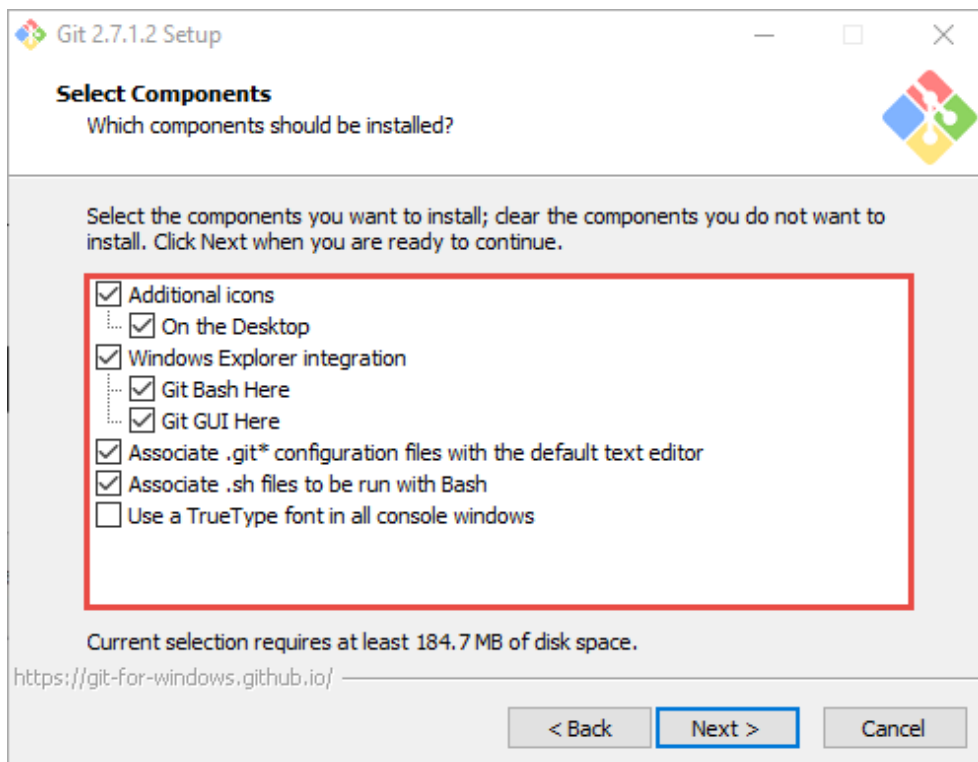 Git 2.7.1.2 Setup
Select Components
Which components should be installed?
Select the components you want to install; clear the components you do not want to
install. Click Next when you are ready to continue.
Additional icons
On the Desktop
Windows Explorer integration
Git Bash Here
Git GUI Here
Associate .git* configuration files with the default text editor
Associate .sh files to be run with Bash
Use a TrueType font in all console windows
Current selection requires at least 184.7 MB of disk space.
https://git-for-windows.github.io/
< Back Next > Cancel